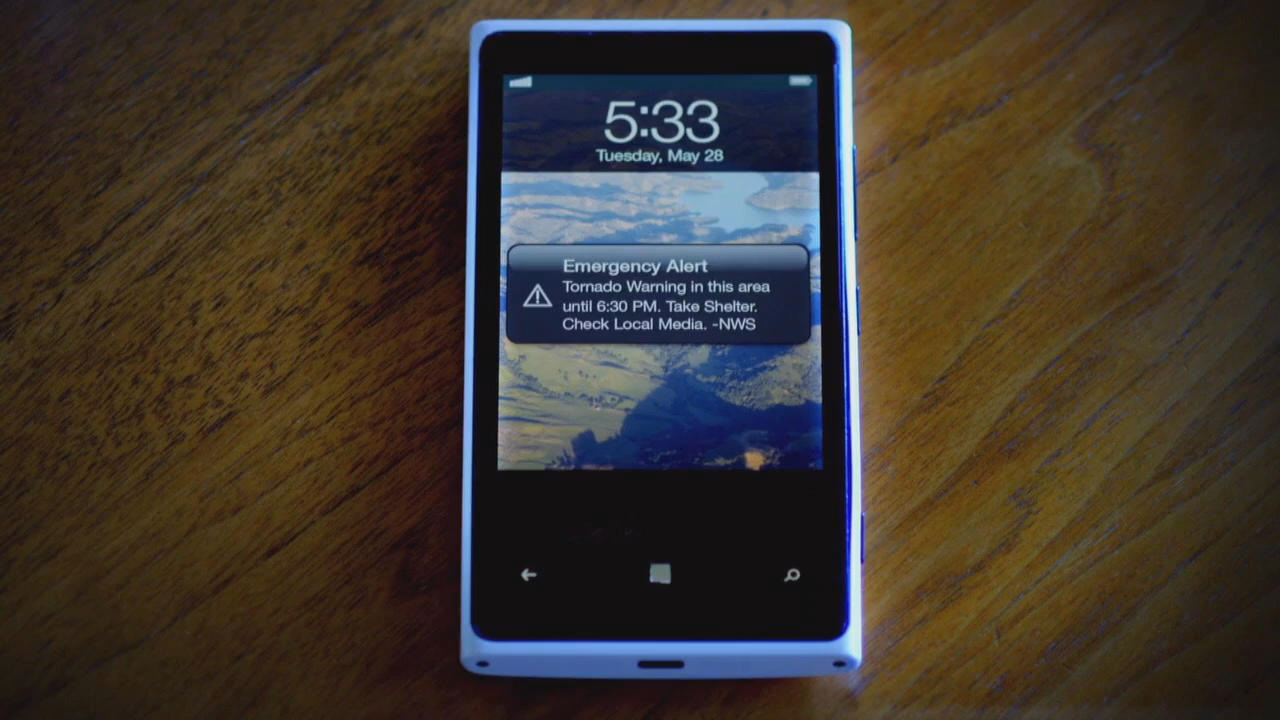 5:33
Tuesday, May 28
Emergency Alert
Tornado Warning in this area
until 6:30 PM. Take Shelter.
Check Local Media. -NWS